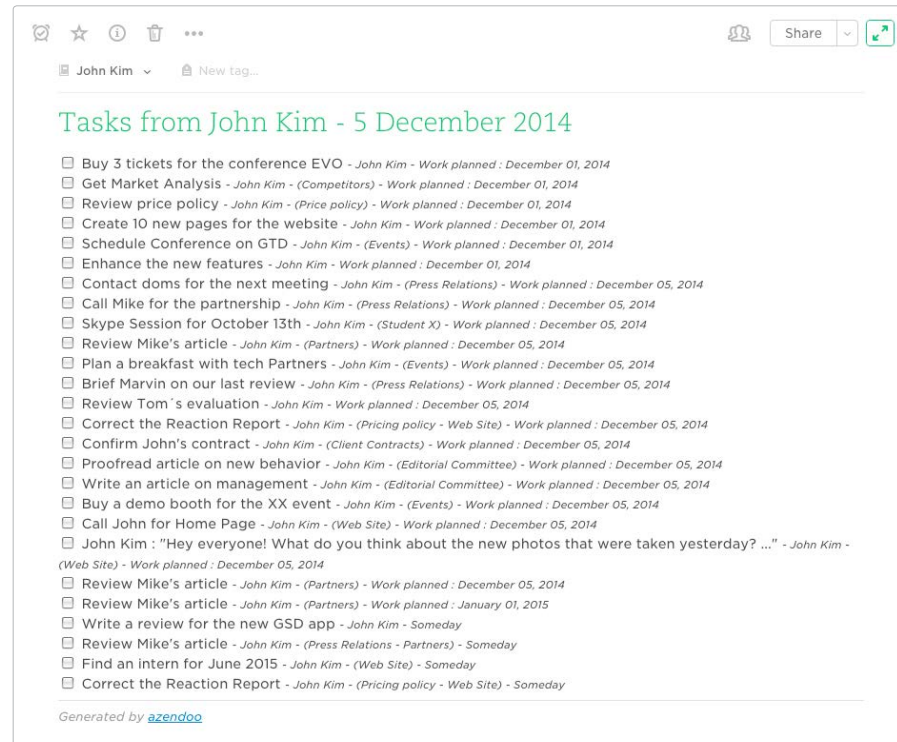 Share
John Kim
New tag...
Tasks from John Kim - 5 December 2014
Buy 3 tickets for the conference EVO - John Kim - Work planned : December 01, 2014
Get Market Analysis - John Kim - (Competitors) - Work planned : December 01, 2014
Review price policy - John Kim - (Price policy) - Work planned : December 01, 2014
Create 10 new pages for the website - John Kim - Work planned : December 01, 2014
Schedule Conference on GTD - John Kim - (Events) - Work planned : December 01, 2014
Enhance the new features - John Kim - Work planned : December 01, 2014
Contact doms for the next meeting - John Kim - (Press Relations) - Work planned : December 05, 2014
Call Mike for the partnership - John Kim - (Press Relations) - Work planned : December 05, 2014
Skype Session for October 13th - John Kim - (Student X) - Work planned : December 05, 2014
Review Mike's article - John Kim - (Partners) - Work planned : December 05, 2014
Plan a breakfast with tech Partners - John Kim - (Events) - Work planned : December 05, 2014
Brief Marvin on our last review - John Kim - (Press Relations) - Work planned : December 05, 2014
Review Tom´s evaluation - John Kim - Work planned : December 05, 2014
Correct the Reaction Report - John Kim - (Pricing policy - Web Site) - Work planned : December 05, 2014
Confirm John's contract - John Kim - (Client Contracts) - Work planned : December 05, 2014
Proofread article on new behavior - John Kim - (Editorial Committee) - Work planned : December 05, 2014
Write an article on management - John Kim - (Editorial Committee) - Work planned : December 05, 2014
Buy a demo booth for the XX event - John Kim - (Events) - Work planned : December 05, 2014
Call John for Home Page - John Kim - (Web Site) - Work planned : December 05, 2014
John Kim : "Hey everyone! What do you think about the new photos that were taken yesterday? ..." - John Kim -
(Web Site) - Work planned : December 05, 2014
Review Mike's article - John Kim - (Partners) - Work planned : December 05, 2014
Review Mike's article - John Kim - (Partners) - Work planned : January 01, 2015
Write a review for the new GSD app - John Kim - Someday
Review Mike's article - John Kim - (Press Relations - Partners) - Someday
Find an intern for June 2015 - John Kim - (Web Site) - Someday
Correct the Reaction Report - John Kim - (Pricing policy - Web Site) - Someday
Generated by azendoo